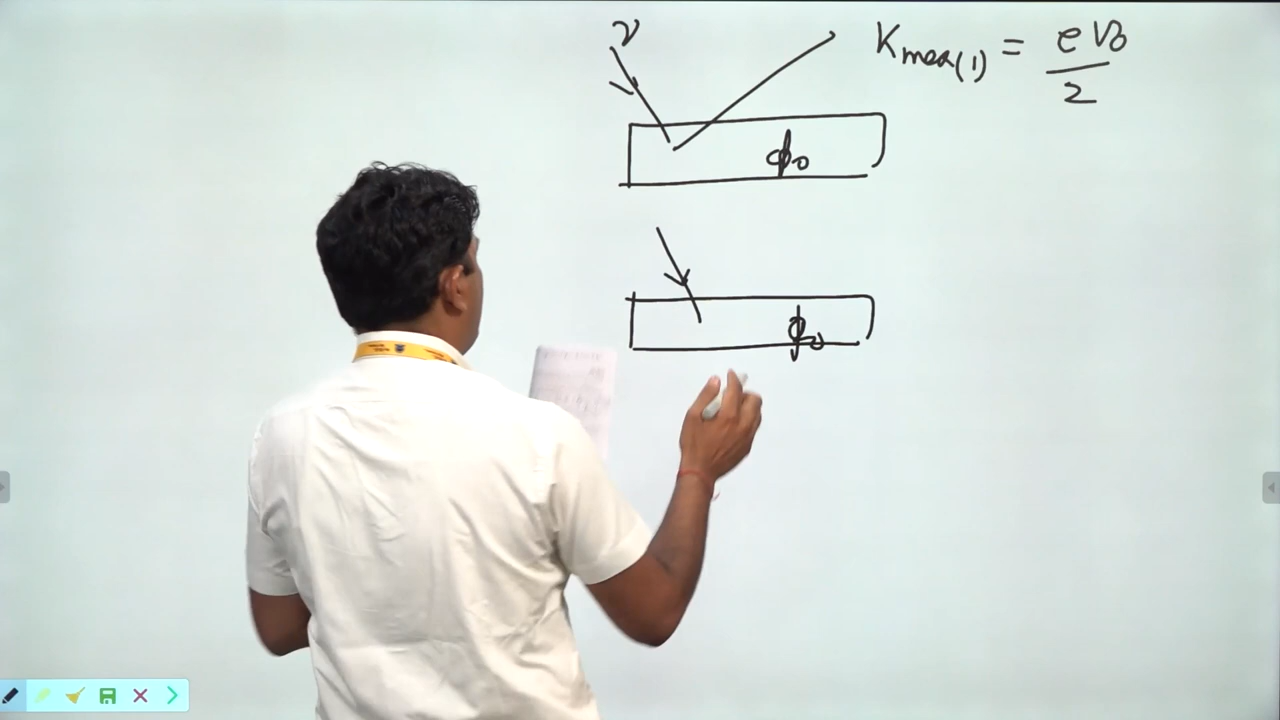 ν
K_max(1) = eV₀/2
ϕ₀
ϕ₀